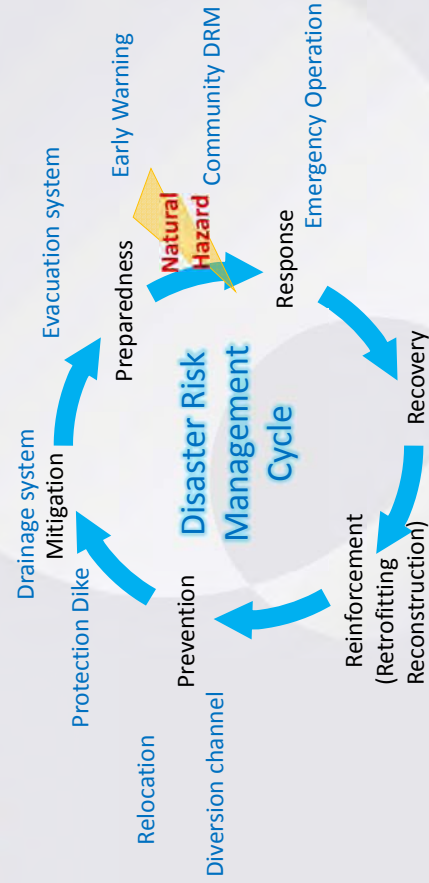 Disaster Risk
Management
Cycle
Drainage system
Mitigation
Evacuation system
Preparedness
Early Warning
Natural
Hazard
Community DRM
Response
Emergency Operation
Recovery
Reinforcement
(Retrofitting
Reconstruction)
Prevention
Protection Dike
Relocation
Diversion channel